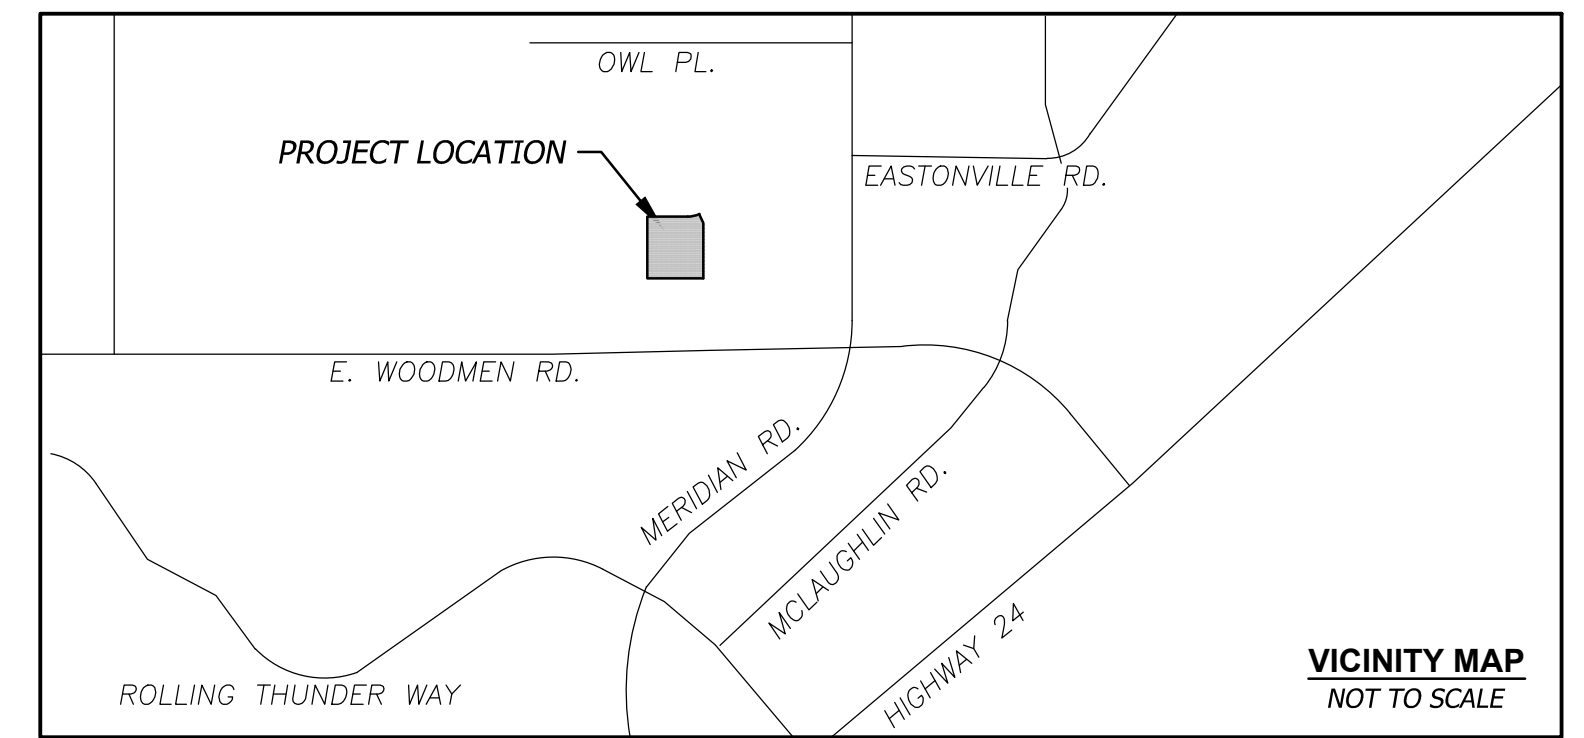 OWL PL.
PROJECT LOCATION
EASTONVILLE RD.
E. WOODMEN RD.
MERIDIAN RD.
MCLAUGHLIN RD.
HIGHWAY 24
ROLLING THUNDER WAY
VICINITY MAP
NOT TO SCALE